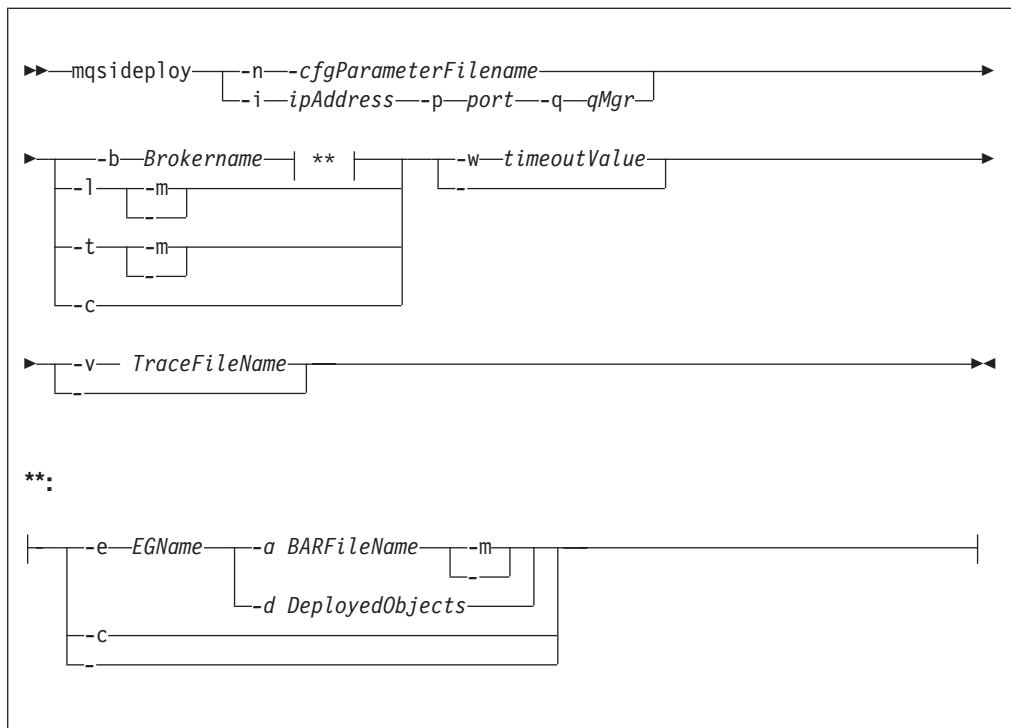 mqsideploy -n -cfgParameterFilename
-i ipAddress -p port -q qMgr
-b Brokername ** -w timeoutValue
-l -m -
-
-t -m
-
-c
-v TraceFileName
-
**:
- -e EGName -a BARFileName -m
-
-d DeployedObjects
-c
-